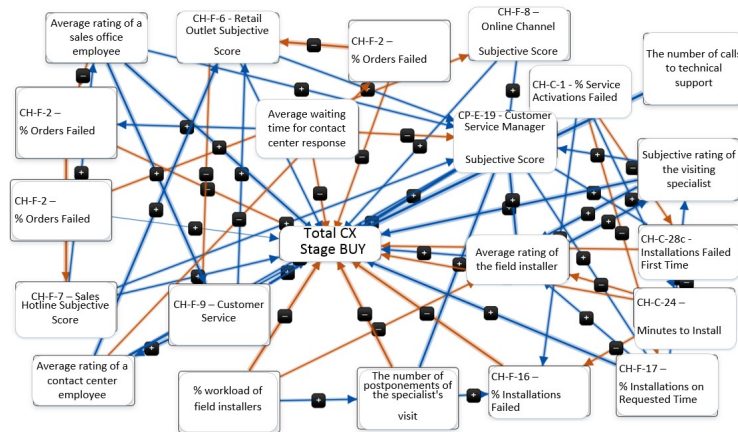 Average rating of a
sales office
employee
CH-F-6 - Retail
Outlet Subjective
Score
CH-F-2 –
% Orders Failed
CH-F-8 –
Online Channel
Subjective Score
The number of calls
to technical
support
CH-C-1 - % Service
Activations Failed
CH-F-2 –
% Orders Failed
Average waiting
time for contact
center response
CP-E-19 - Customer
Service Manager
Subjective Score
Subjective rating of
the visiting
specialist
CH-F-2 –
% Orders Failed
Total CX
Stage BUY
Average rating of
the field installer
CH-C-28c -
Installations Failed
First Time
CH-F-7 – Sales
Hotline Subjective
Score
CH-F-9 – Customer
Service
CH-C-24 –
Minutes to Install
Average rating of a
contact center
employee
% workload of
field installers
The number of
postponements of
the specialist's
visit
CH-F-16 –
% Installations
Failed
CH-F-17 –
% Installations on
Requested Time